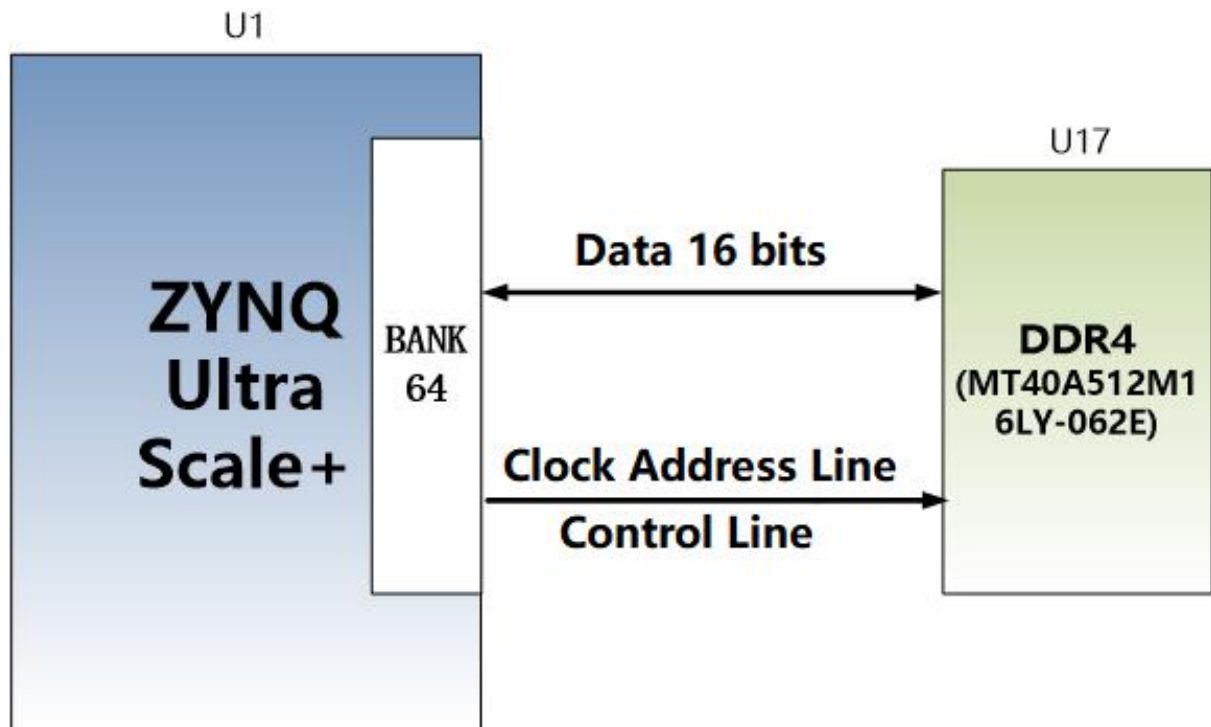 U1
U17
Data 16 bits
ZYNQ
Ultra
Scale+
BANK
64
DDR4
(MT40A512M1
6LY-062E)
Clock Address Line
Control Line